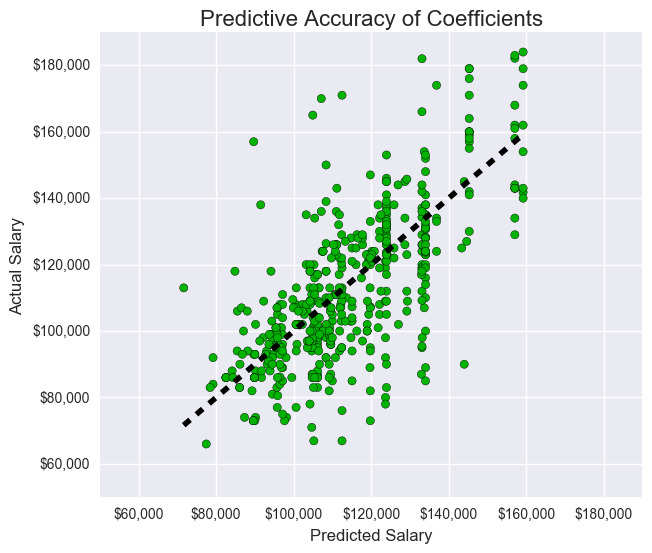 Predictive Accuracy of Coefficients
Actual Salary
$180,000
$160,000
$140,000
$120,000
$100,000
$80,000
$60,000
$60,000 $80,000 $100,000 $120,000 $140,000 $160,000 $180,000
Predicted Salary